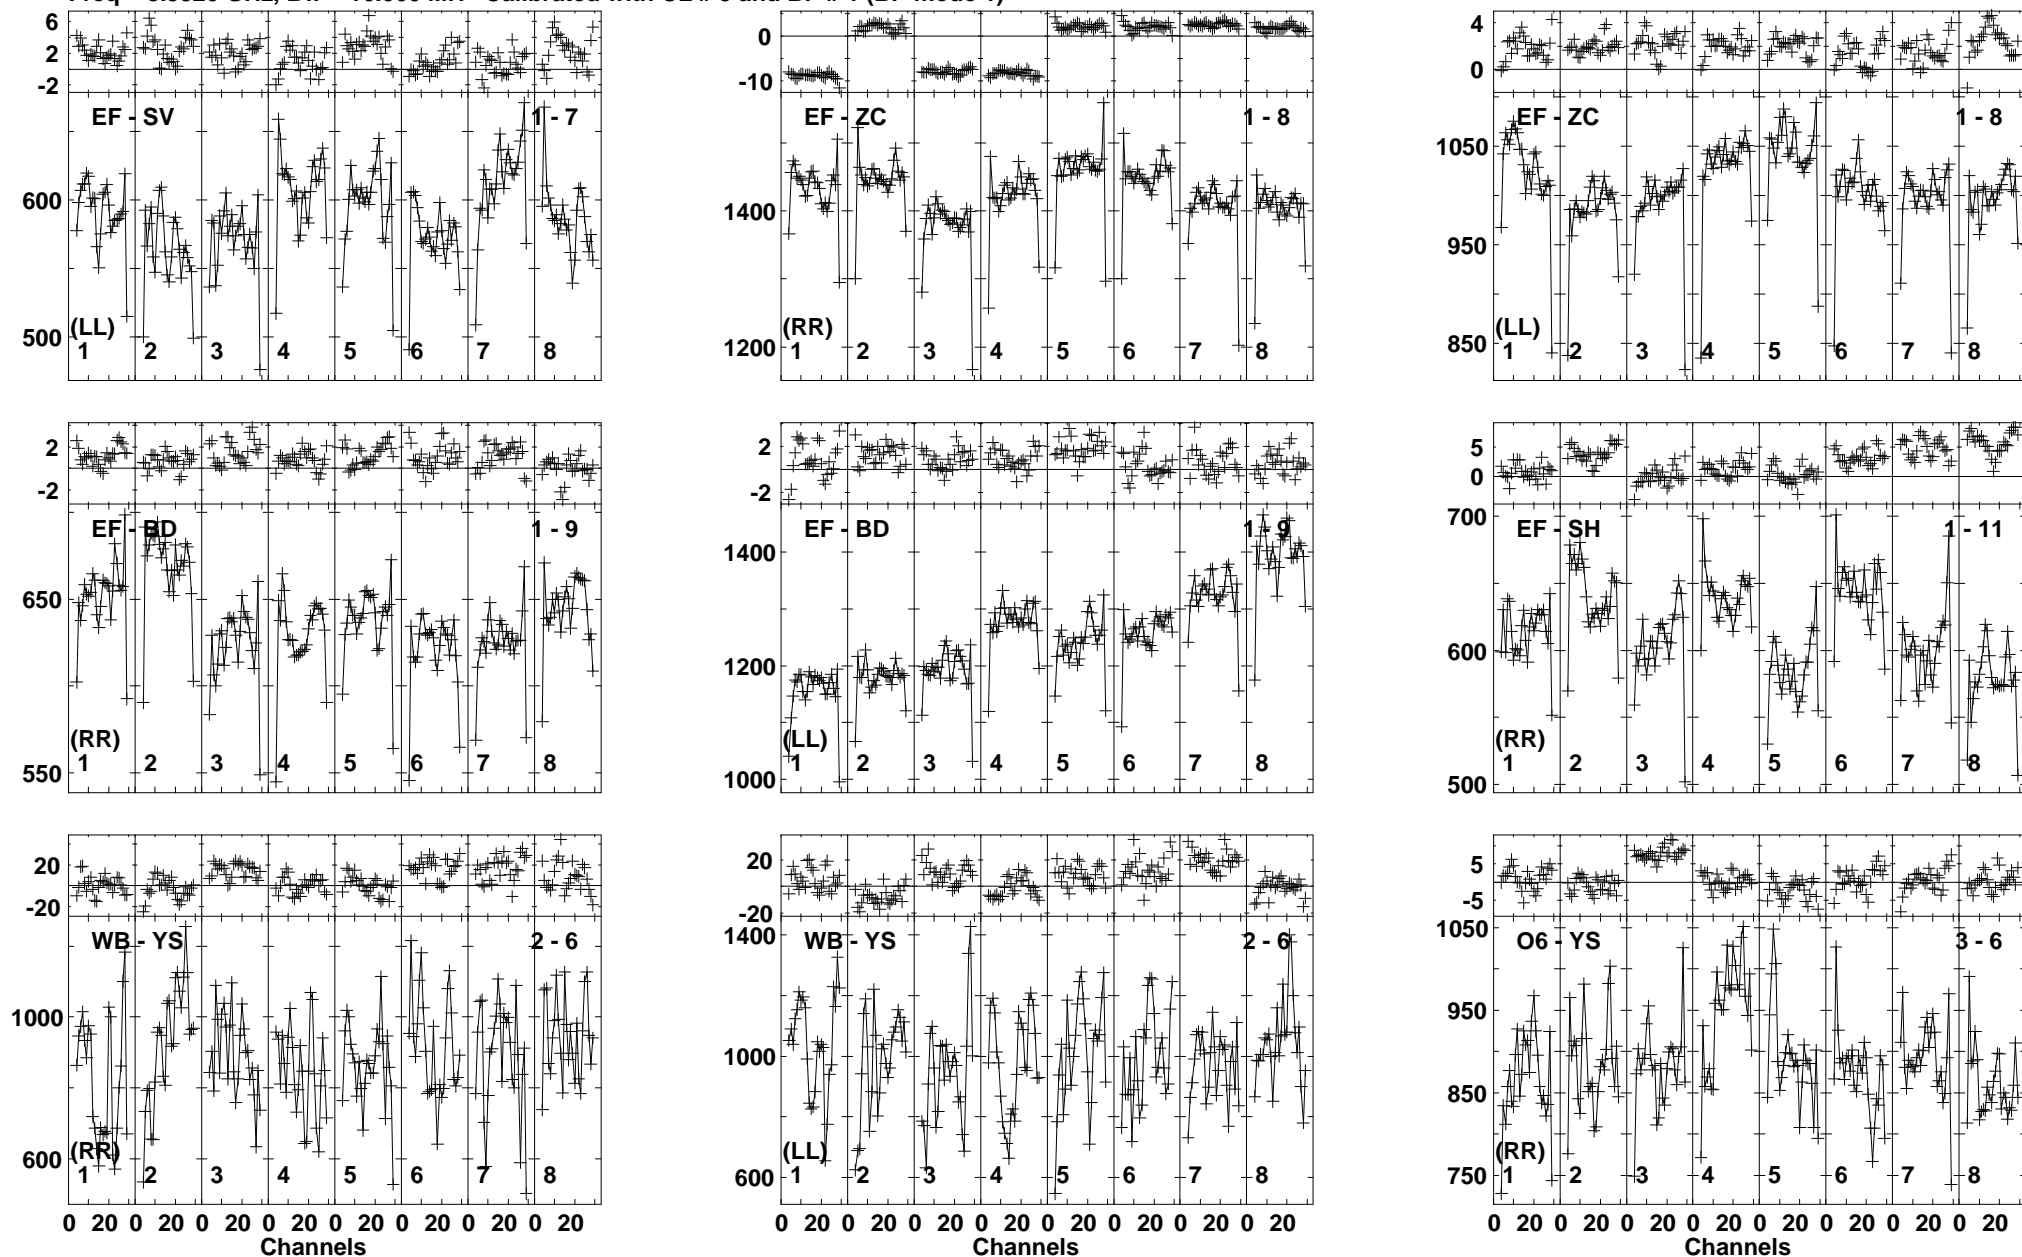 6 2 -2
0 -10
4 2 0
EF - SV 1 - 7
EF - ZC 1 - 8
EF - ZC 1 - 8
600 500
1400 1200
1050 950 850
(LL)
1 2 3 4 5 6 7 8
(RR)
1 2 3 4 5 6 7 8
(LL)
1 2 3 4 5 6 7 8
2 -2
2 -2
5 0
EF - BD 1 - 9
EF - BD 1 - 9
EF - SH 1 - 11
650 550
1400 1200 1000
700 600 500
(RR)
1 2 3 4 5 6 7 8
(LL)
1 2 3 4 5 6 7 8
(RR)
1 2 3 4 5 6 7 8
20 -20
20 -20
5 -5
WB - YS 2 - 6
WB - YS 2 - 6
O6 - YS 3 - 6
1000 600
1400 1000 600
1050 950 850 750
(RR)
1 2 3 4 5 6 7 8
(LL)
1 2 3 4 5 6 7 8
(RR)
1 2 3 4 5 6 7 8
0 20 0 20 0 20 0 20 0 20 0 20 0 20 0 20
0 20 0 20 0 20 0 20 0 20 0 20 0 20 0 20
0 20 0 20 0 20 0 20 0 20 0 20 0 20 0 20
Channels
Channels
Channels